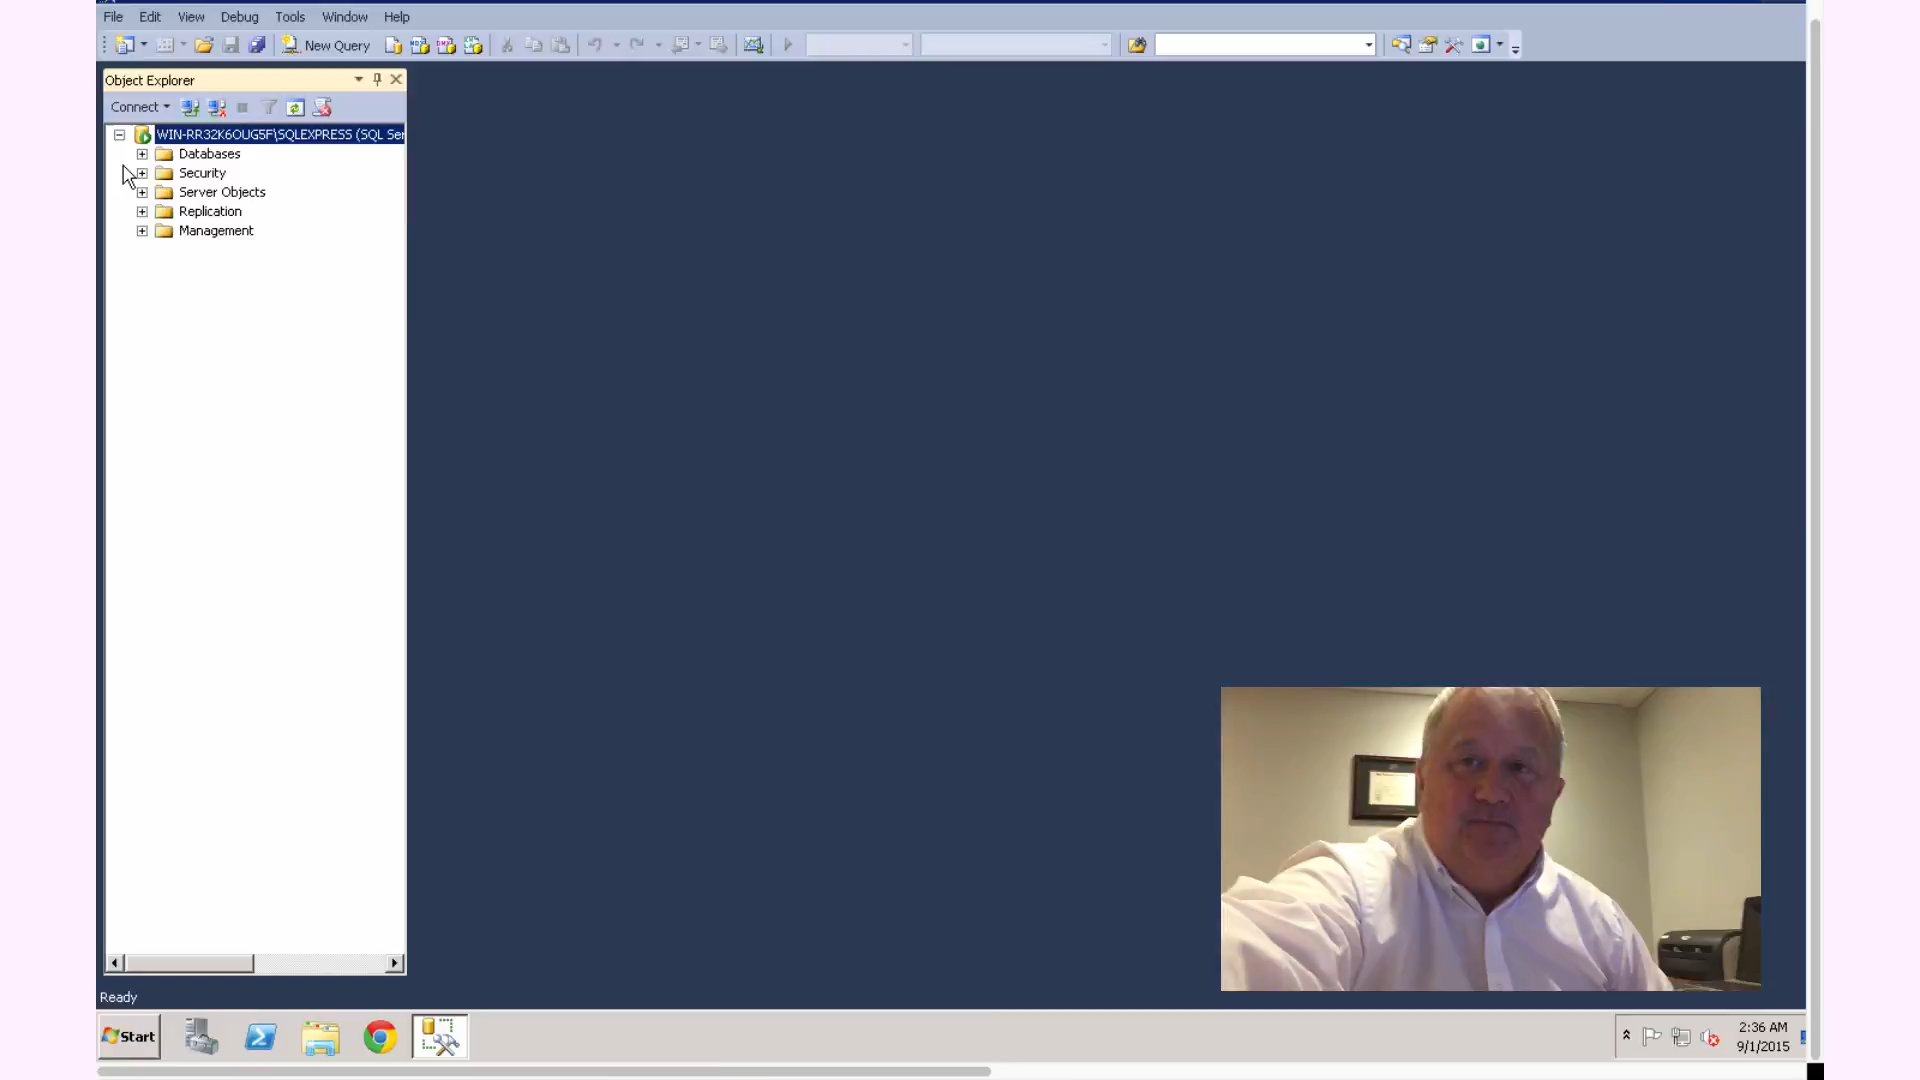 File Edit View Debug Tools Window Help
New Query
Object Explorer
Connect
WIN-RR32K6OUG5F\SQLEXPRESS (SQL Ser
Databases
Security
Server Objects
Replication
Management
Ready
Start
2:36 AM
9/1/2015